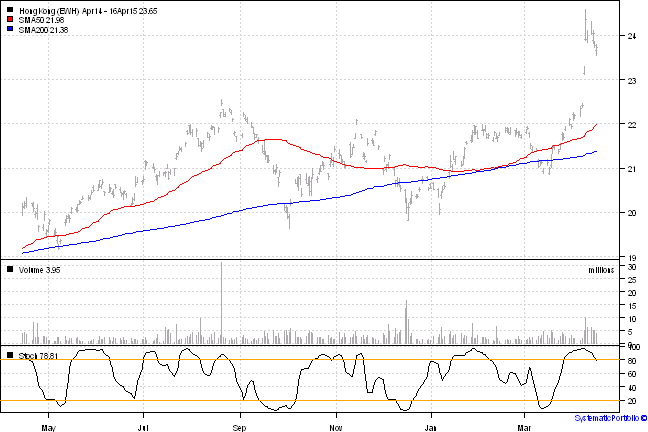 Hong Kong (EWH) Apr14 - 16Apr15 23.65
SMA50 21.98
SMA200 21.38
24
23
22
21
20
19
Volume 3.95
millions
30
25
20
15
10
5
0
Stoch 78.81
100
80
60
40
20
May
Jul
Sep
Nov
Jan
Mar
SystematicPortfolio ©